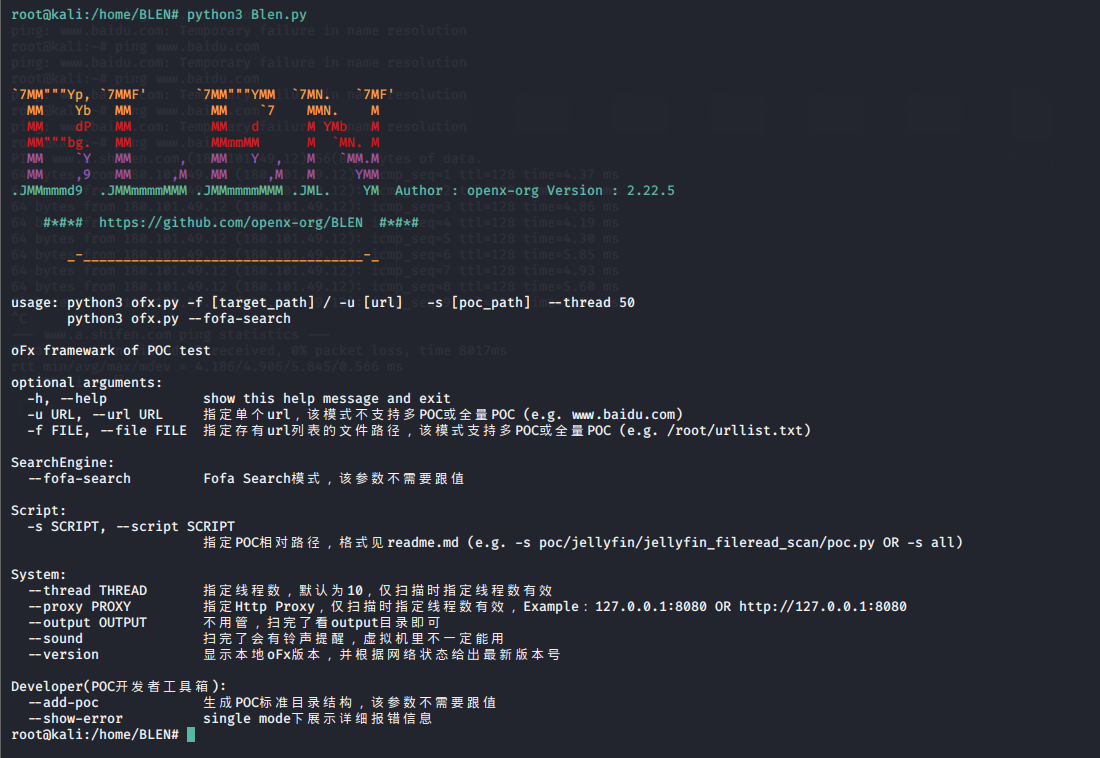 root@kali:/home/BLEN# python3 Blen.py
`7MM"""Yp, `7MMF' `7MM"""YMM `7MN. `7MF'
MM Yb MM MM `7 MMN. M
MM dP MM MM d M YMb M
MM"""bg. MM MMmmMM M `MN. M
MM `Y MM , MM Y , M `MM.M
MM ,9 MM ,M MM ,M M YMM
.JMMmmmd9 .JMMmmmmMMM .JMMmmmmMMM .JML. YM Author : openx-org Version : 2.22.5
#*#*# https://github.com/openx-org/BLEN #*#*#
_-___________________________________-_
usage: python3 ofx.py -f [target_path] / -u [url] -s [poc_path] --thread 50
python3 ofx.py --fofa-search
oFx framewark of POC test
optional arguments:
-h, --help show this help message and exit
-u URL, --url URL 指定单个url，该模式不支持多POC或全量POC (e.g. www.baidu.com)
-f FILE, --file FILE 指定存有url列表的文件路径，该模式支持多POC或全量POC (e.g. /root/urllist.txt)
SearchEngine:
--fofa-search Fofa Search模式，该参数不需要跟值
Script:
-s SCRIPT, --script SCRIPT
指定POC相对路径，格式见readme.md (e.g. -s poc/jellyfin/jellyfin_fileread_scan/poc.py OR -s all)
System:
--thread THREAD 指定线程数，默认为10，仅扫描时指定线程数有效
--proxy PROXY 指定Http Proxy，仅扫描时指定线程数有效，Example：127.0.0.1:8080 OR http://127.0.0.1:8080
--output OUTPUT 不用管，扫完了看output目录即可
--sound 扫完了会有铃声提醒，虚拟机里不一定能用
--version 显示本地oFx版本，并根据网络状态给出最新版本号
Developer(POC开发者工具箱):
--add-poc 生成POC标准目录结构，该参数不需要跟值
--show-error single mode下展示详细报错信息
root@kali:/home/BLEN#